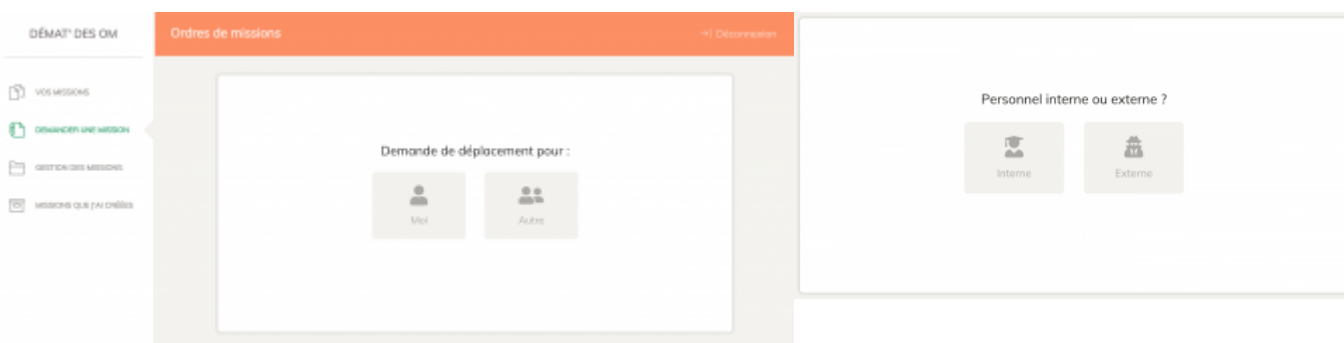 DÉMAT' DES OM
Ordres de missions
Déconnexion
VOS MISSIONS
DEMANDER UNE MISSION
GESTION DES MISSIONS
MISSIONS QUE J'AI CRÉÉES
Demande de déplacement pour :
Moi
Autre
Personnel interne ou externe ?
Interne
Externe